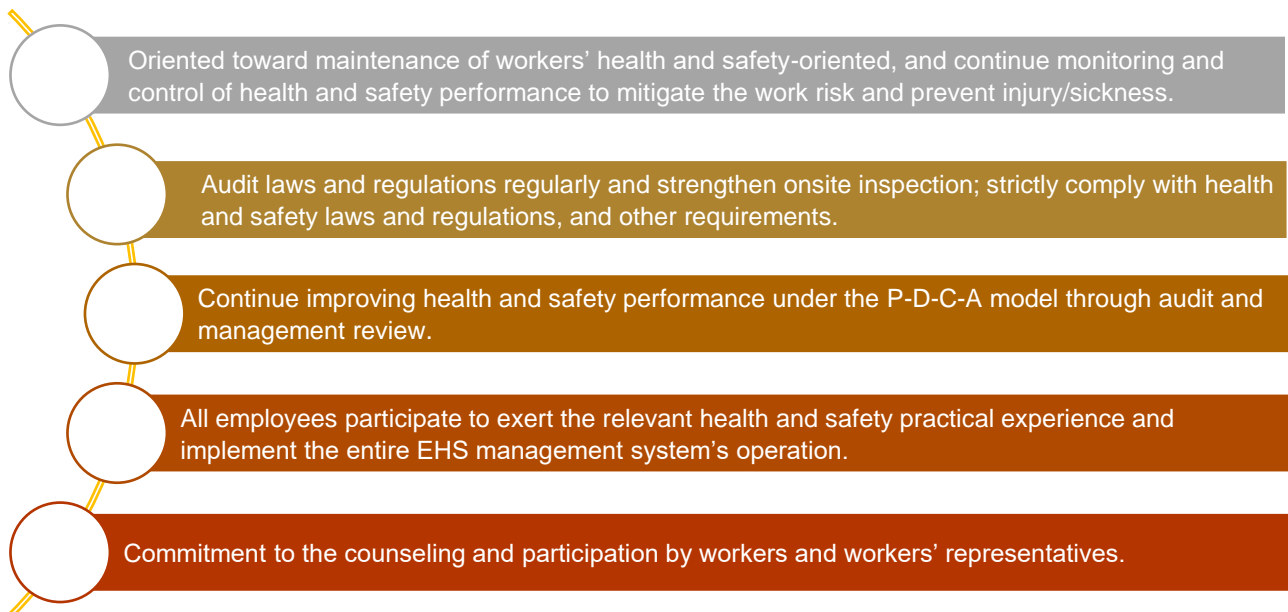 Oriented toward maintenance of workers’ health and safety-oriented, and continue monitoring and
control of health and safety performance to mitigate the work risk and prevent injury/sickness.
Audit laws and regulations regularly and strengthen onsite inspection; strictly comply with health
and safety laws and regulations, and other requirements.
Continue improving health and safety performance under the P-D-C-A model through audit and
management review.
All employees participate to exert the relevant health and safety practical experience and
implement the entire EHS management system’s operation.
Commitment to the counseling and participation by workers and workers’ representatives.